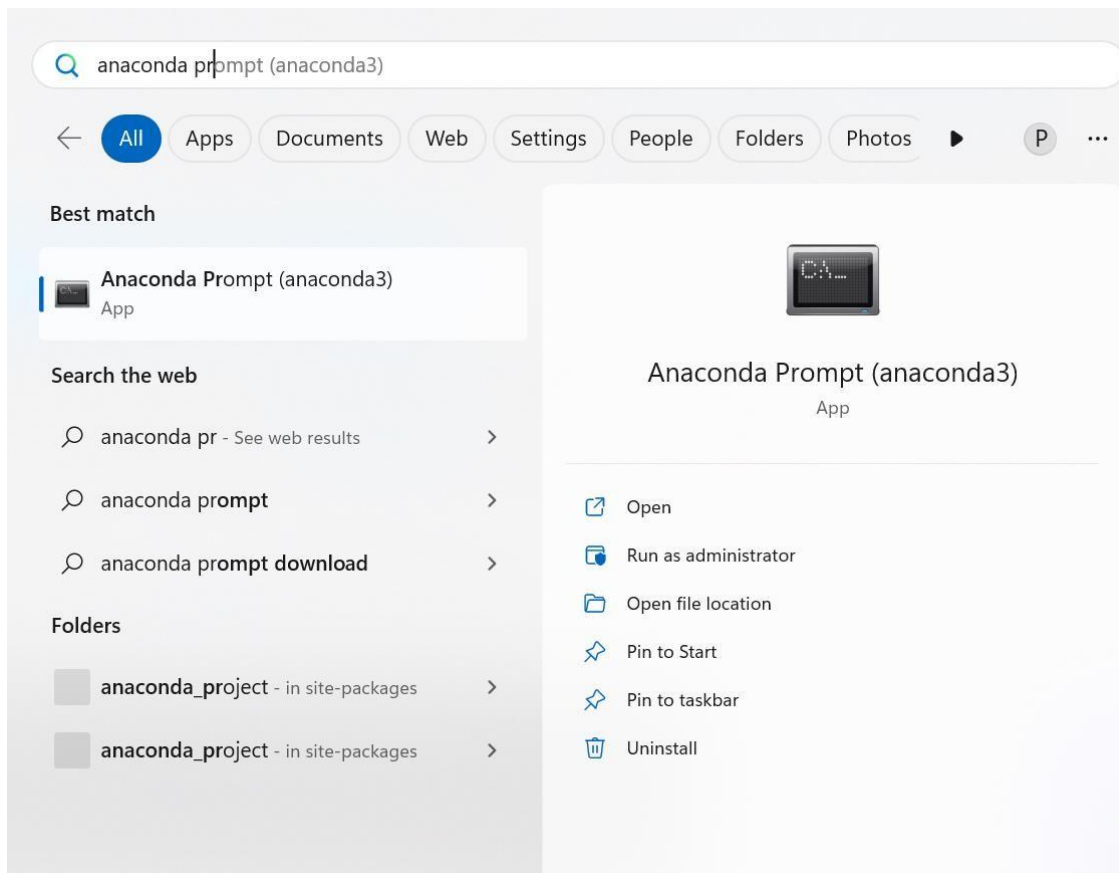 anaconda prompt (anaconda3)
All Apps Documents Web Settings People Folders Photos P
Best match
Anaconda Prompt (anaconda3)
App
Search the web
anaconda pr - See web results
anaconda prompt
anaconda prompt download
Folders
anaconda_project - in site-packages
anaconda_project - in site-packages
C:\_
Anaconda Prompt (anaconda3)
App
Open
Run as administrator
Open file location
Pin to Start
Pin to taskbar
Uninstall